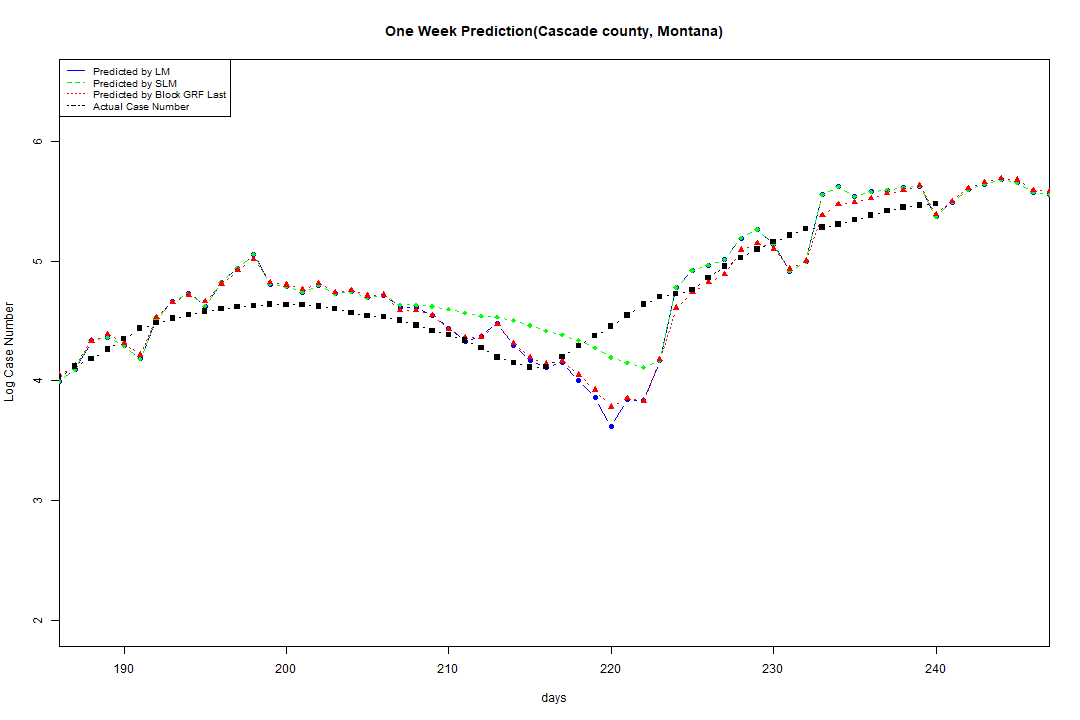 One Week Prediction(Cascade county, Montana)
Predicted by LM
Predicted by SLM
Predicted by Block GRF Last
Actual Case Number
6
5
4
3
2
Log Case Number
190 200 210 220 230 240
days